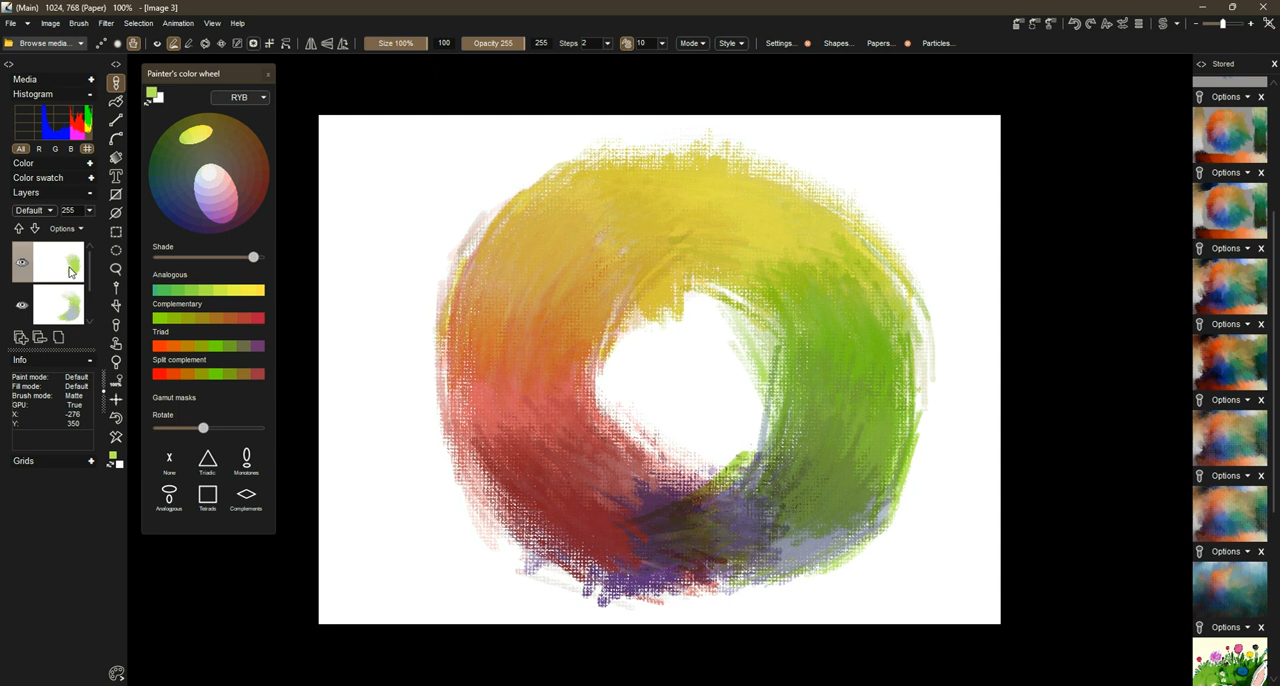 (Main) 1024, 768 (Paper) 100% - [Image 3]
File Image Brush Filter Selection Animation View Help
Browse media... Size 100% 100 Opacity 255 255 Steps 2 10 Mode Style Settings... Shapes... Papers... Particles...
Media
Histogram
All R G B #
Color
Color swatch
Layers
Default 255
Options
Info
Paint mode: Default
Fill mode: Default
Brush mode: Matte
GPU: True
X: -276
Y: 350
Grids
Painter's color wheel x
RYB
Shade
Analogous
Complementary
Triad
Split complement
Gamut masks
Rotate
None Triadic Monotones
Analogous Tetrads Complements
Stored X
Options X
Options X
Options X
Options X
Options X
Options X
Options X
Options X